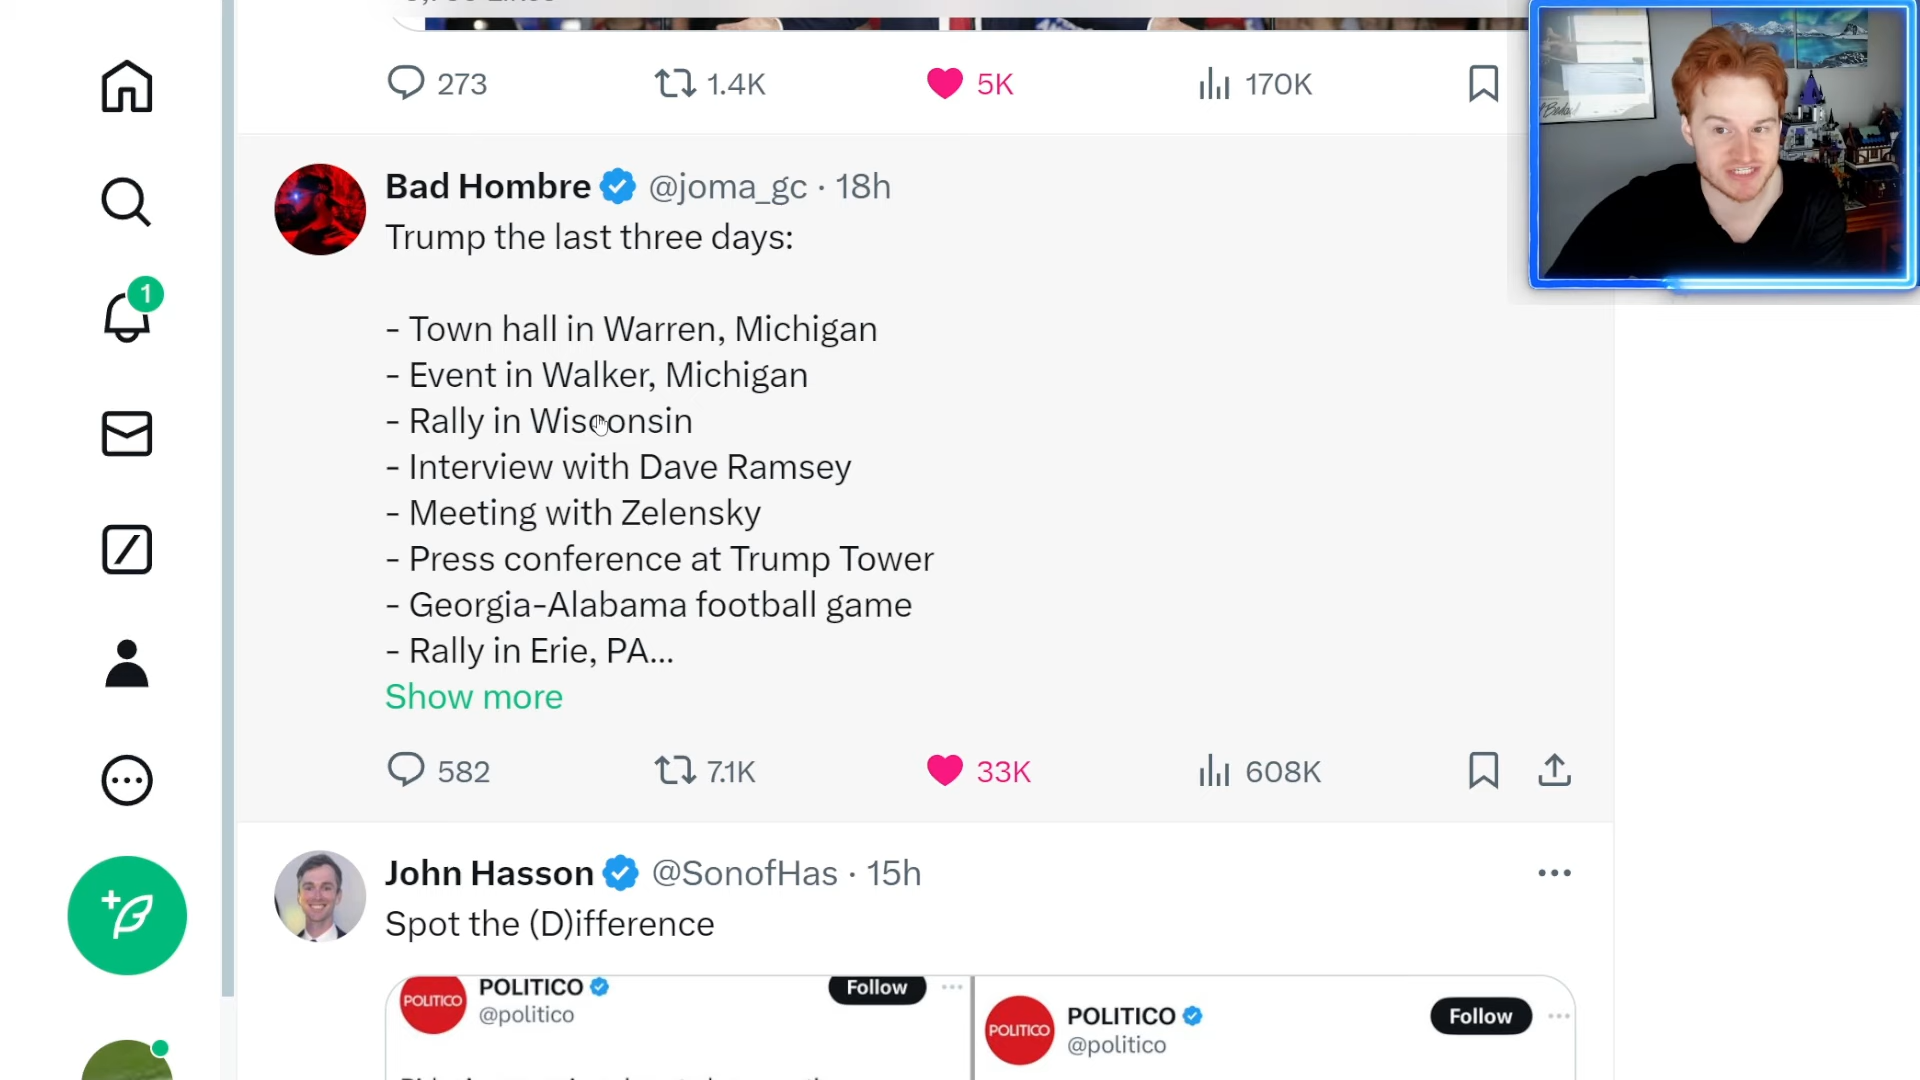 273
1.4K
5K
170K
1
Bad Hombre @joma_gc · 18h
Trump the last three days:
- Town hall in Warren, Michigan
- Event in Walker, Michigan
- Rally in Wisconsin
- Interview with Dave Ramsey
- Meeting with Zelensky
- Press conference at Trump Tower
- Georgia-Alabama football game
- Rally in Erie, PA...
Show more
582
7.1K
33K
608K
John Hasson @SonofHas · 15h
Spot the (D)ifference
POLITICO
POLITICO
@politico
Follow
POLITICO
POLITICO
@politico
Follow